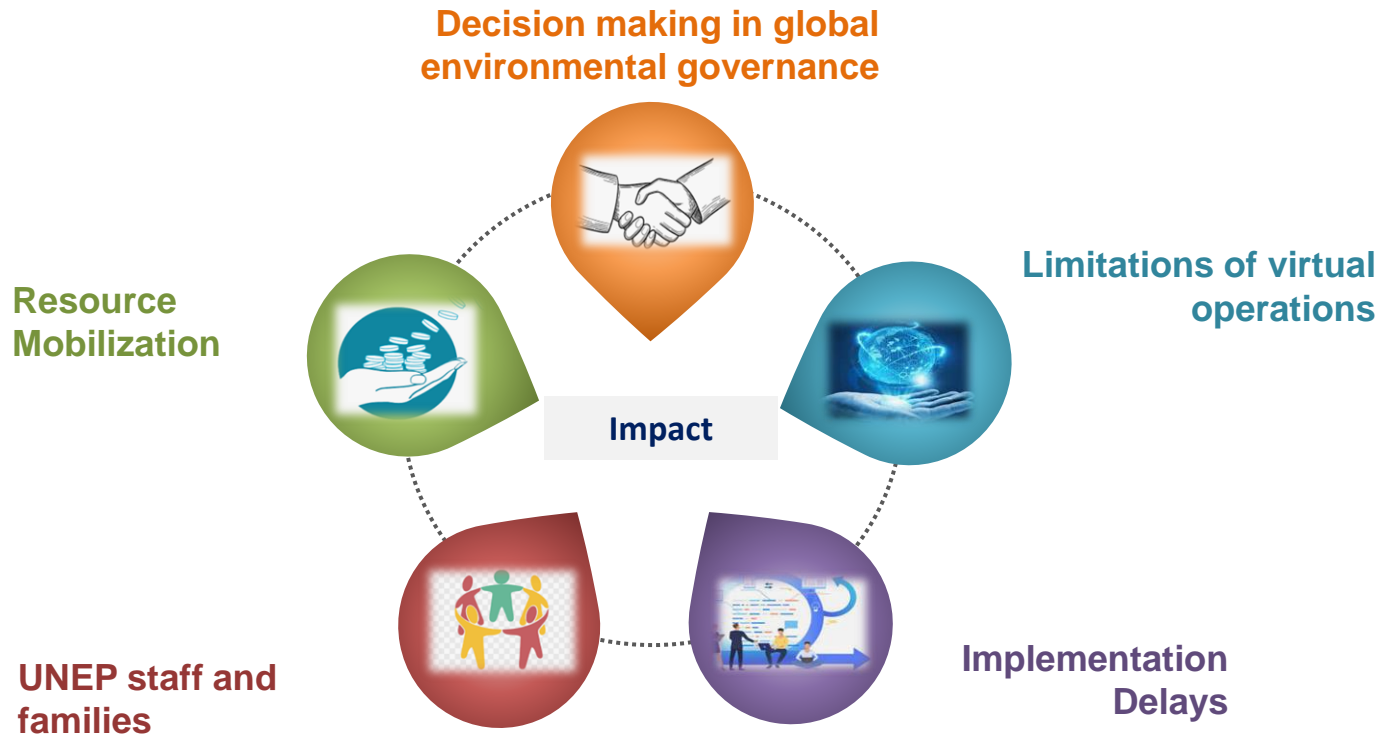 Decision making in global
environmental governance
Limitations of virtual
operations
Resource
Mobilization
Impact
Implementation
Delays
UNEP staff and
families